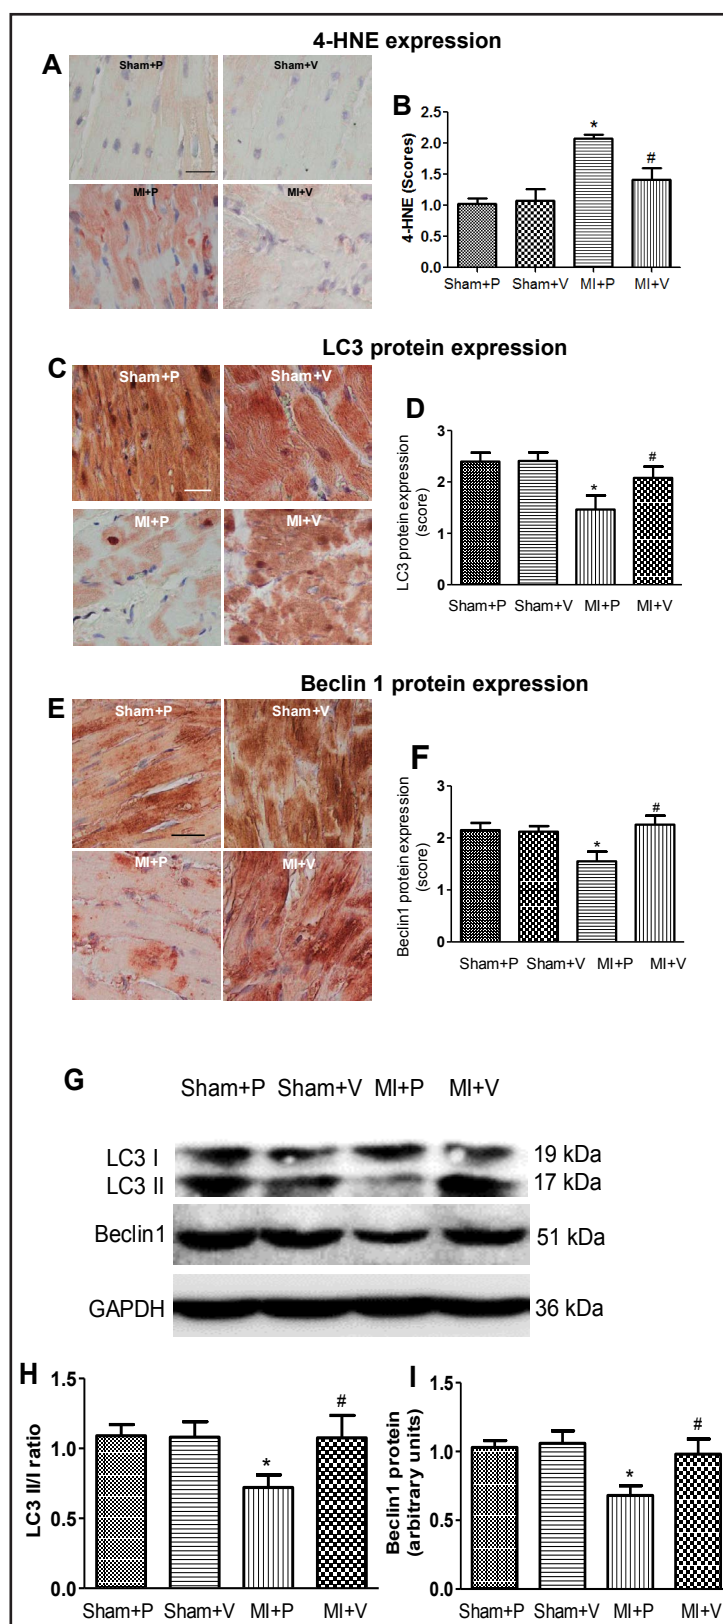 4-HNE expression
A
Sham+P
Sham+V
MI+P
MI+V
B
4-HNE (Scores)
2.5
2.0
1.5
1.0
0.5
0.0
*
#
Sham+P Sham+V MI+P MI+V
LC3 protein expression
C
Sham+P
Sham+V
MI+P
MI+V
D
LC3 protein expression
(score)
3
2
1
0
*
#
Sham+P Sham+V MI+P MI+V
Beclin 1 protein expression
E
Sham+P
Sham+V
MI+P
MI+V
F
Beclin1 protein expression
(score)
3
2
1
0
*
#
Sham+P Sham+V MI+P MI+V
G
Sham+P Sham+V MI+P MI+V
LC3 I 19 kDa
LC3 II 17 kDa
Beclin1 51 kDa
GAPDH 36 kDa
H
LC3 II/I ratio
1.5
1.0
0.5
0.0
*
#
Sham+P Sham+V MI+P MI+V
I
Beclin1 protein
(arbitrary units)
1.5
1.0
0.5
0.0
*
#
Sham+P Sham+V MI+P MI+V